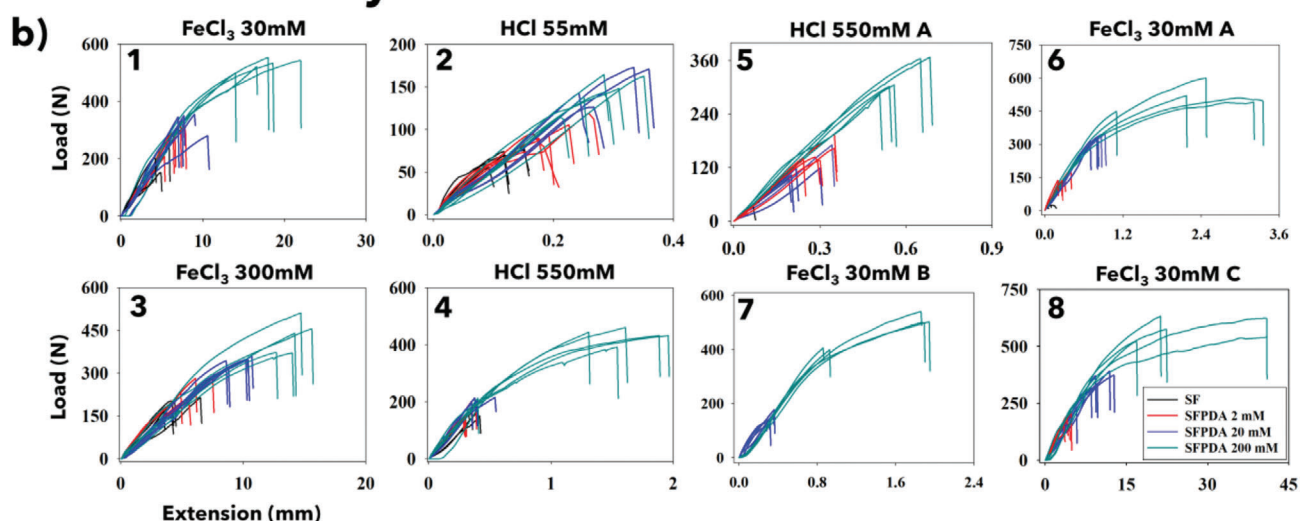 b)
FeCl₃ 30mM
HCl 55mM
HCl 550mM A
FeCl₃ 30mM A
1
2
5
6
Load (N)
600
400
200
0
0 10 20 30
200
150
100
50
0
0.0 0.2 0.4
360
240
120
0
0.0 0.3 0.6 0.9
750
600
450
300
150
0
0.0 1.2 2.4 3.6
FeCl₃ 300mM
HCl 550mM
FeCl₃ 30mM B
FeCl₃ 30mM C
3
4
7
8
Load (N)
600
450
300
150
0
0 10 20
600
400
200
0
0 1 2
600
400
200
0
0.0 0.8 1.6 2.4
750
500
250
0
0 15 30 45
SF
SFPDA 2 mM
SFPDA 20 mM
SFPDA 200 mM
Extension (mm)